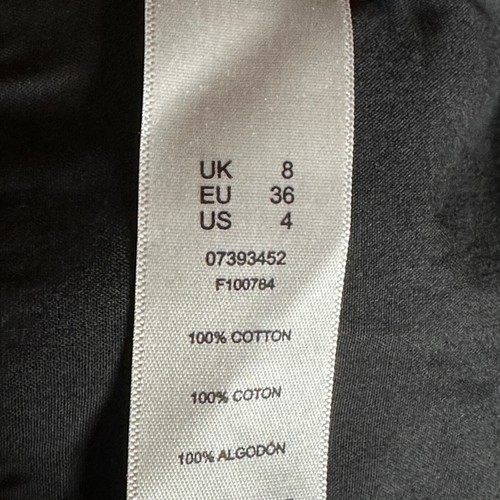 UK 8
EU 36
US 4
07393452
F100784
100% COTTON
100% COTON
100% ALGODÓN